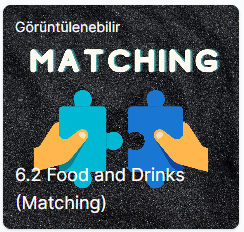 Görüntülenebilir
MATCHING
6.2 Food and Drinks
(Matching)